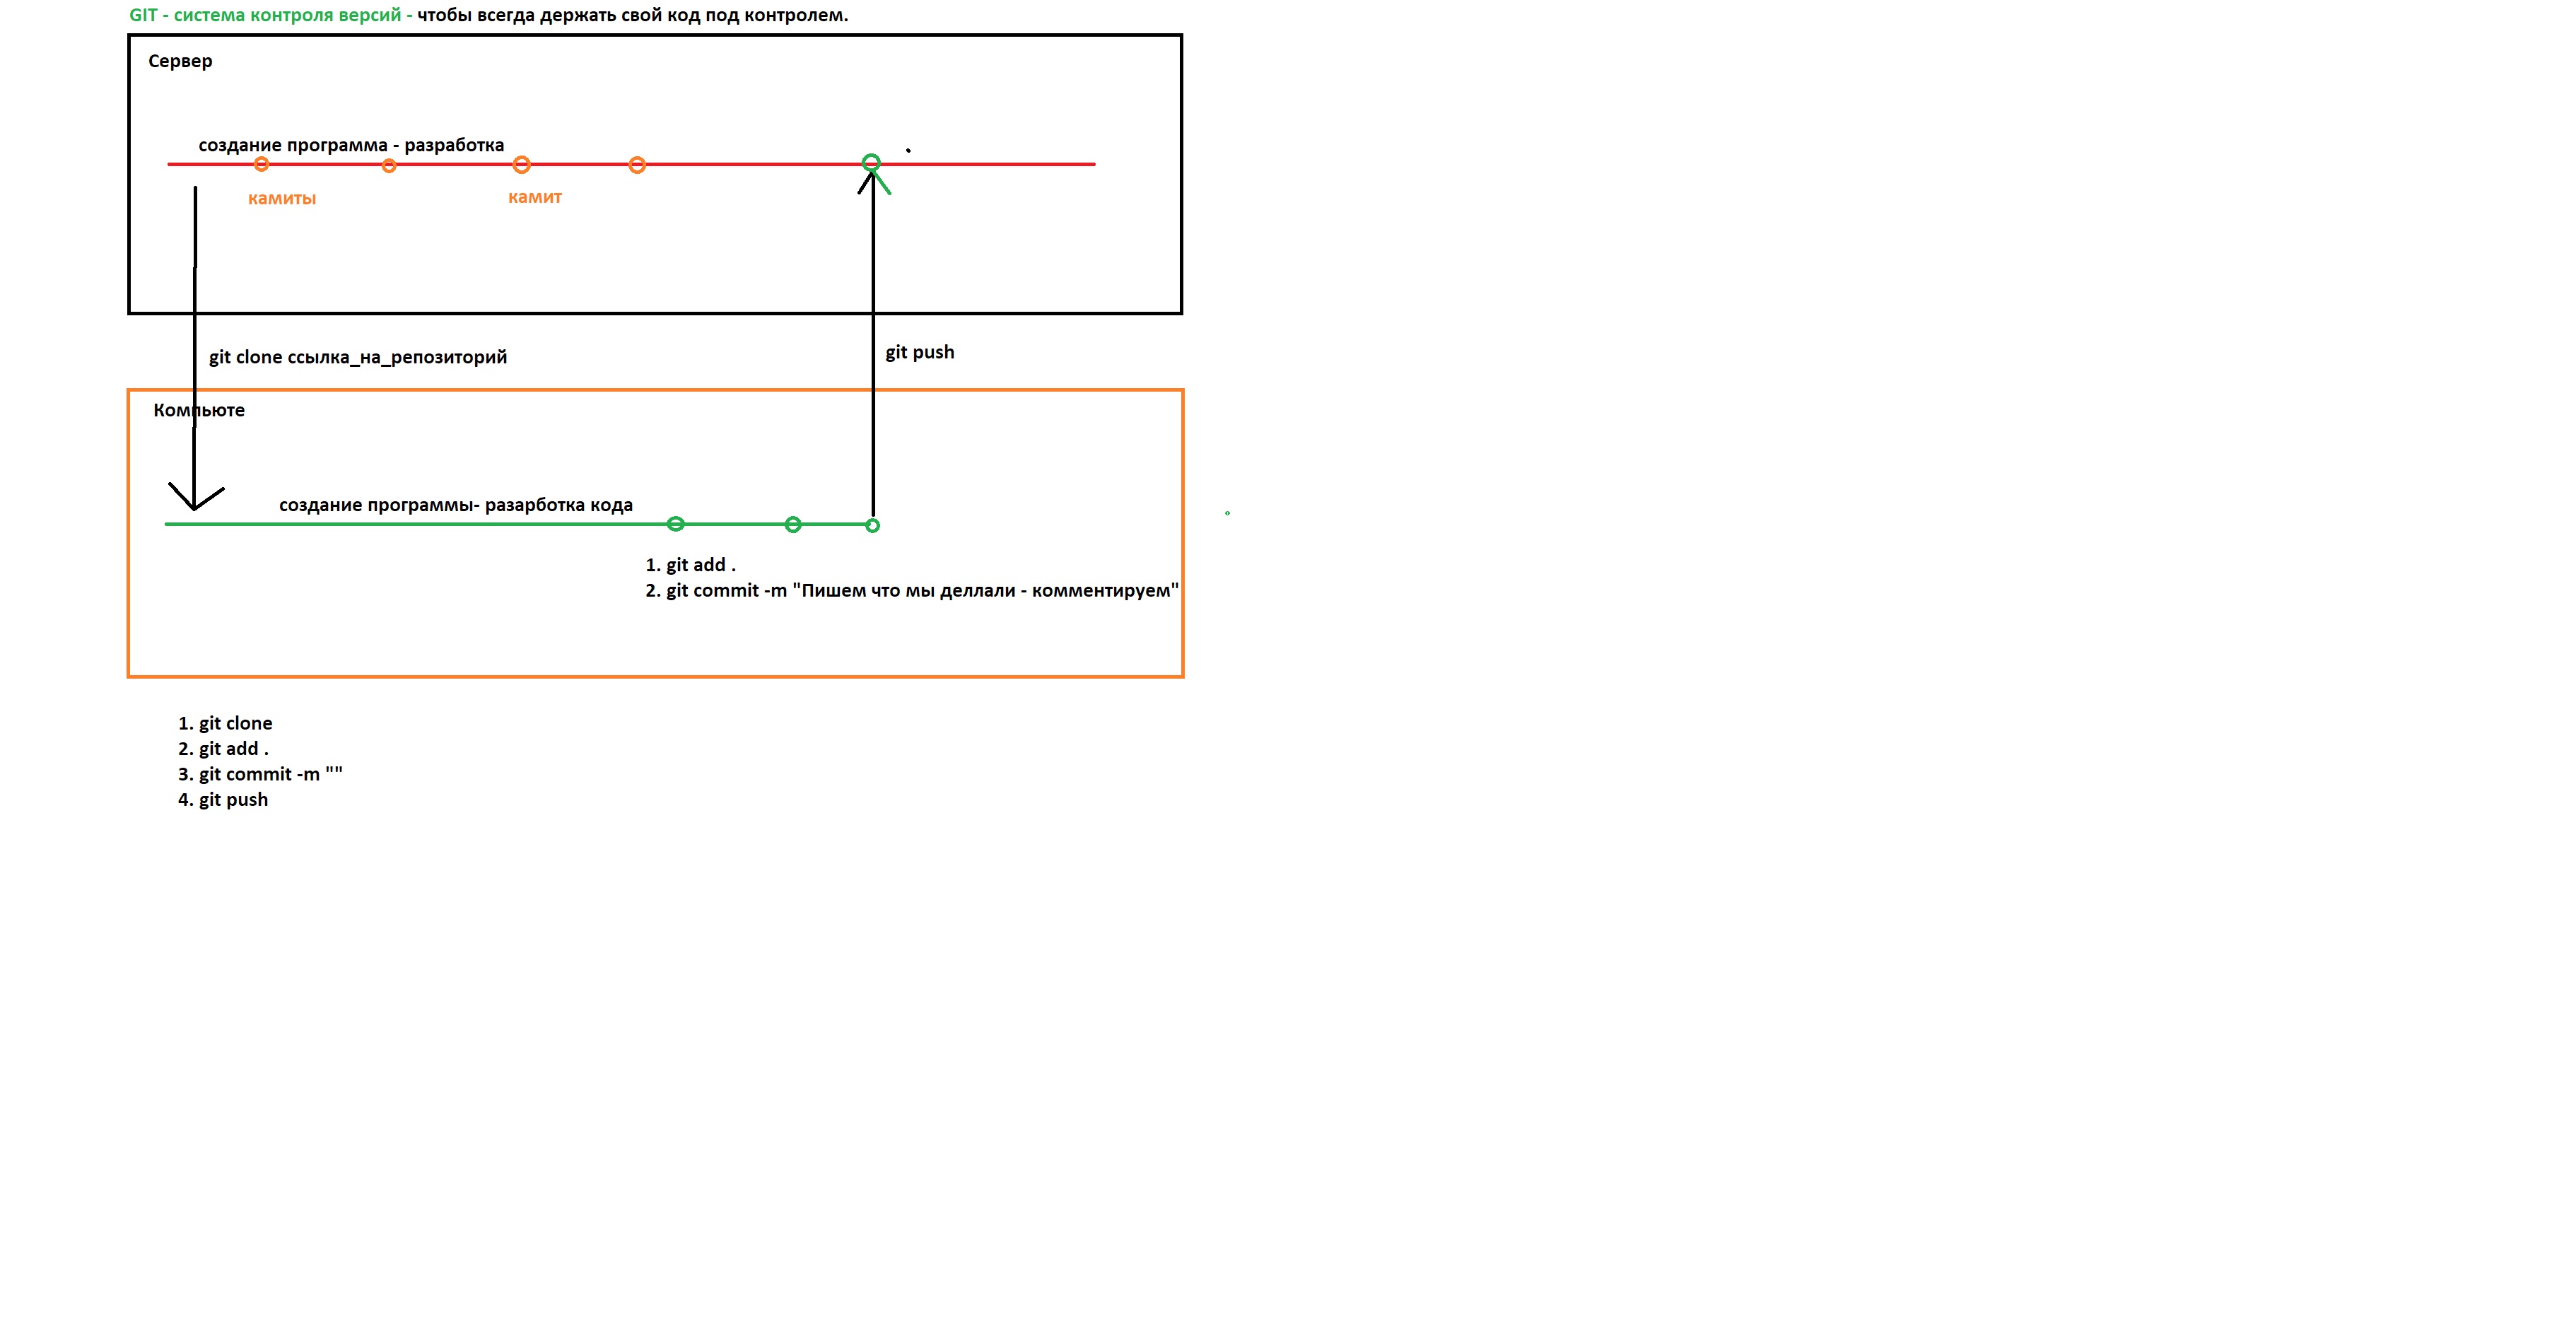 GIT - система контроля версий - чтобы всегда держать свой код под контролем.
Сервер
создание программа - разработка
камиты
камит
git clone ссылка_на_репозиторий
git push
Компьюте
создание программы- разарботка кода
1. git add .
2. git commit -m "Пишем что мы деллали - комментируем"
1. git clone
2. git add .
3. git commit -m ""
4. git push